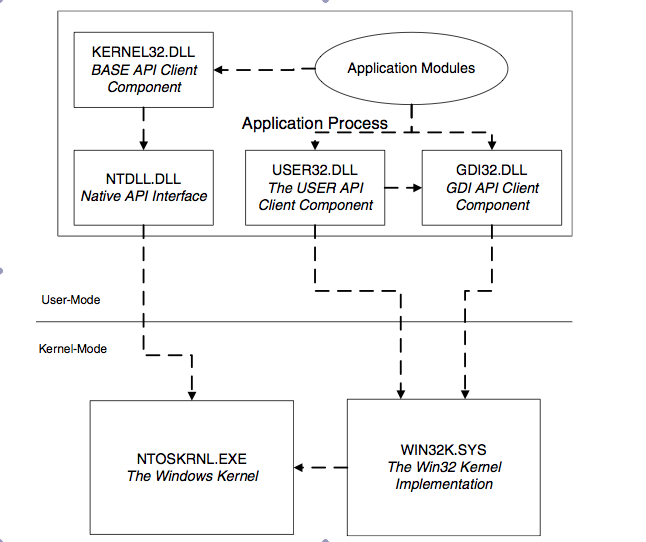 KERNEL32.DLL
BASE API Client
Component
Application Modules
Application Process
NTDLL.DLL
Native API Interface
USER32.DLL
The USER API
Client Component
GDI32.DLL
GDI API Client
Component
User-Mode
Kernel-Mode
NTOSKRNL.EXE
The Windows Kernel
WIN32K.SYS
The Win32 Kernel
Implementation